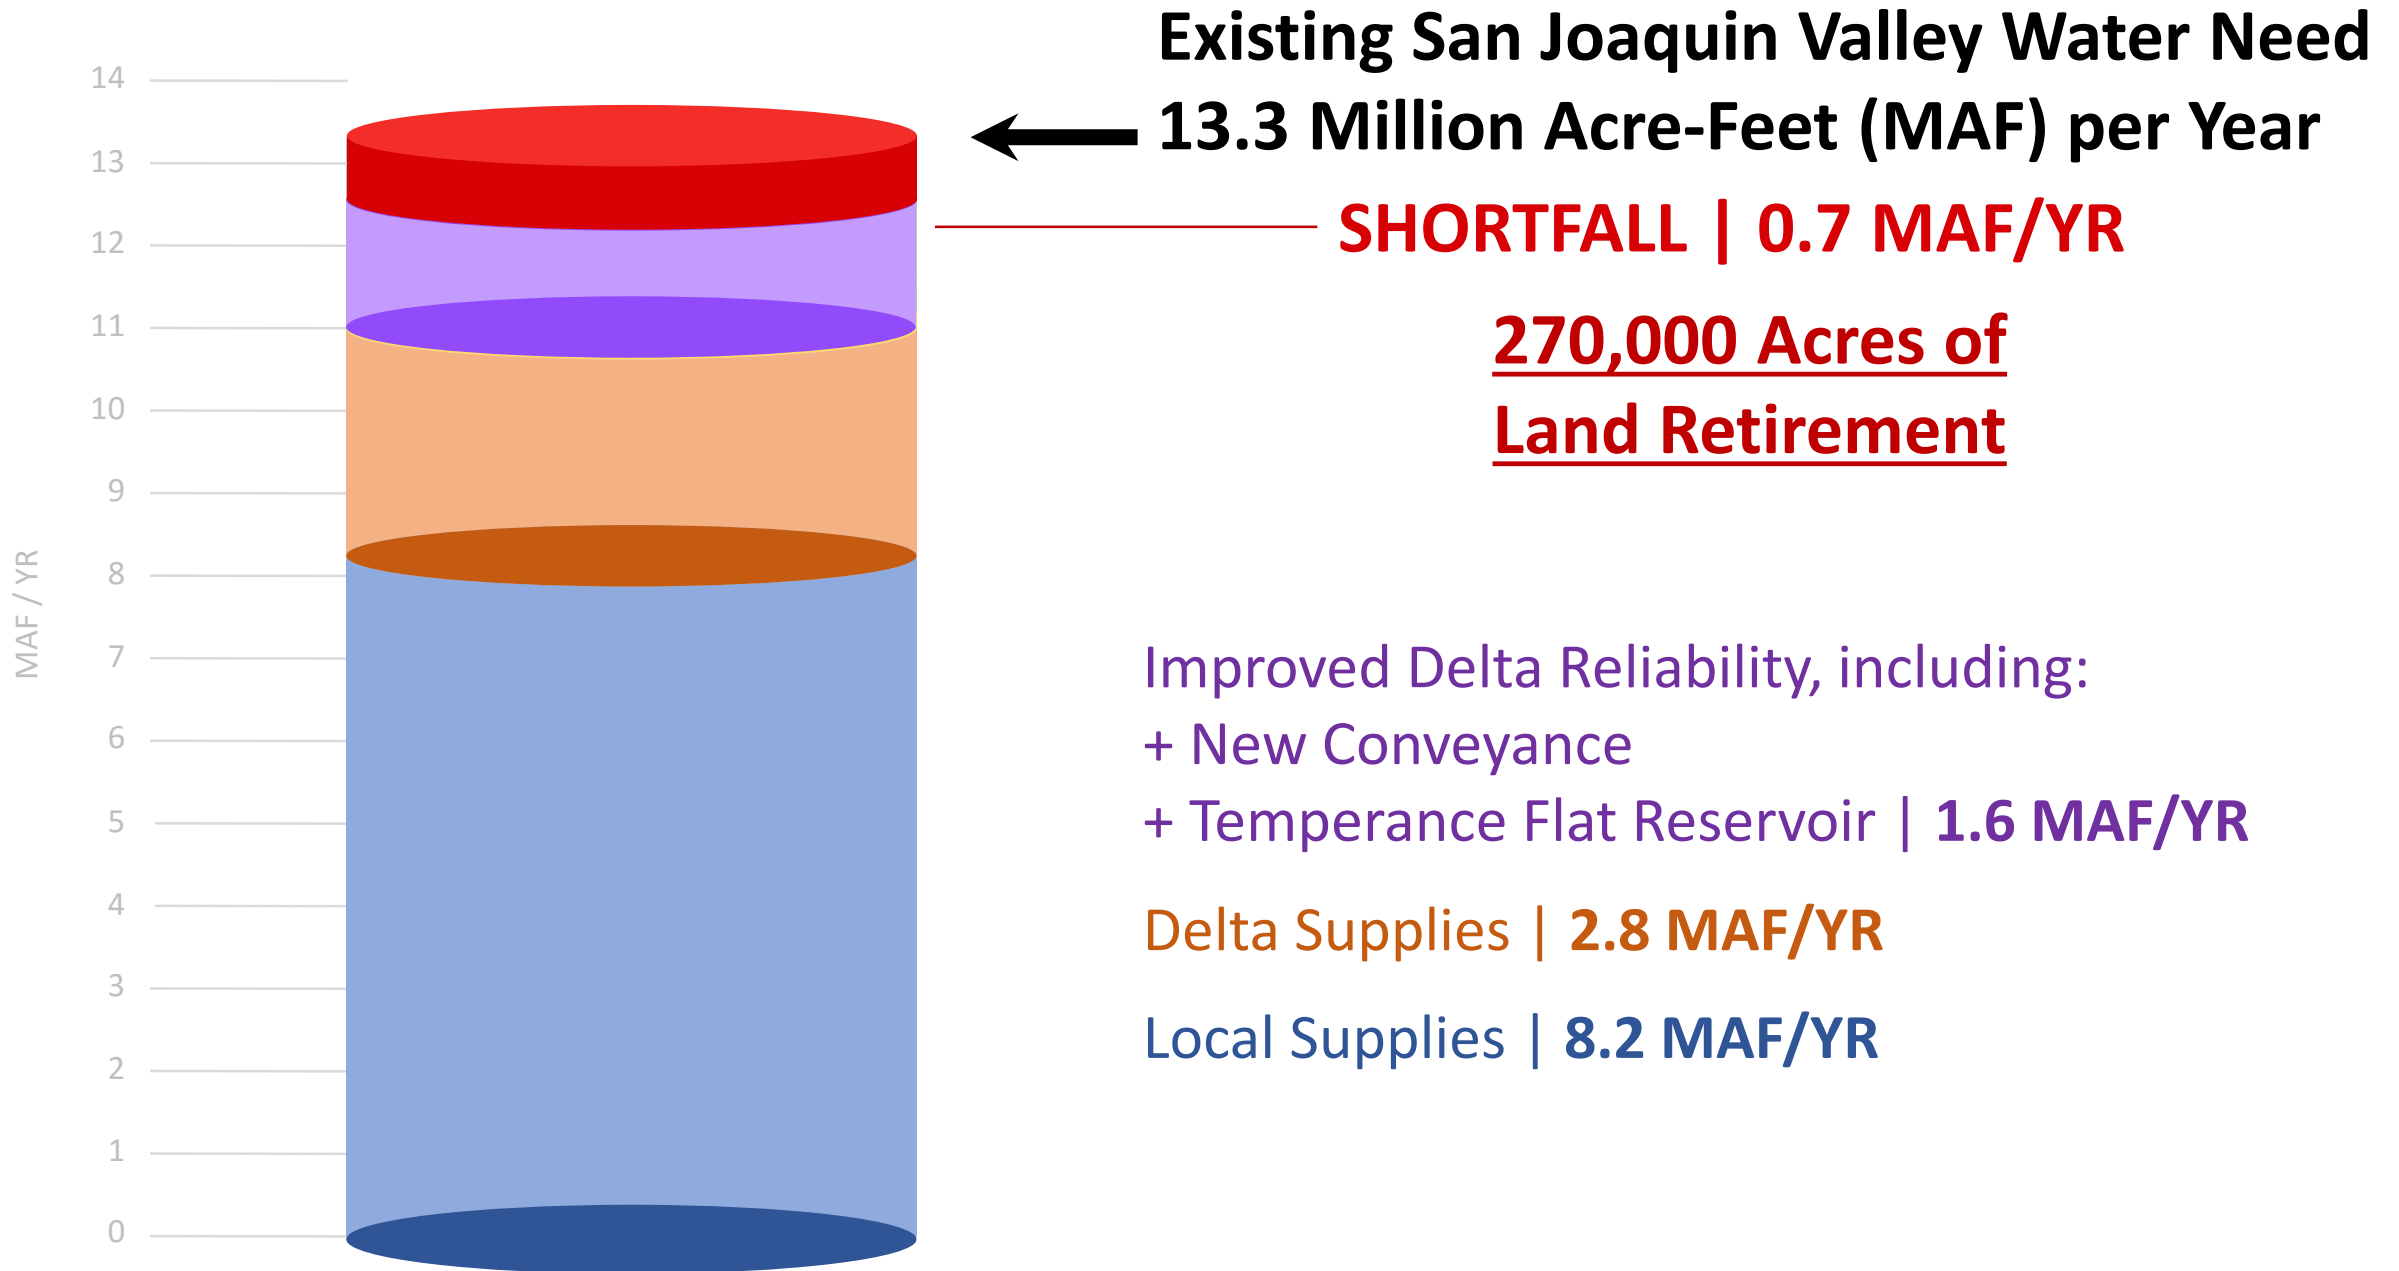 Existing San Joaquin Valley Water Need
13.3 Million Acre-Feet (MAF) per Year
SHORTFALL | 0.7 MAF/YR
270,000 Acres of
Land Retirement
Improved Delta Reliability, including:
+ New Conveyance
+ Temperance Flat Reservoir | 1.6 MAF/YR
Delta Supplies | 2.8 MAF/YR
Local Supplies | 8.2 MAF/YR
MAF / YR
14
13
12
11
10
9
8
7
6
5
4
3
2
1
0